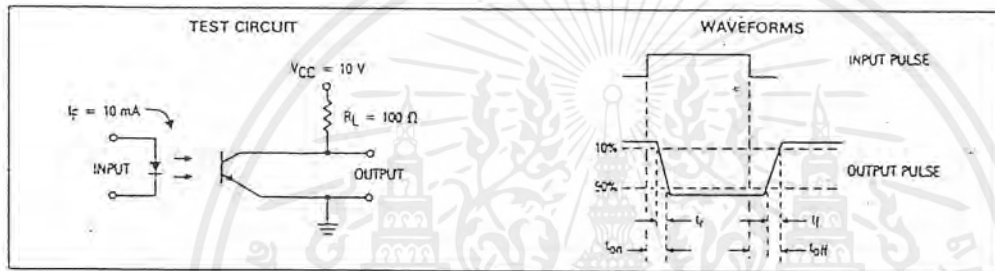 TEST CIRCUIT
VCC = 10 V
IF = 10 mA
RL = 100 Ω
INPUT
OUTPUT
WAVEFORMS
INPUT PULSE
10%
OUTPUT PULSE
90%
tr
tf
ton
toff